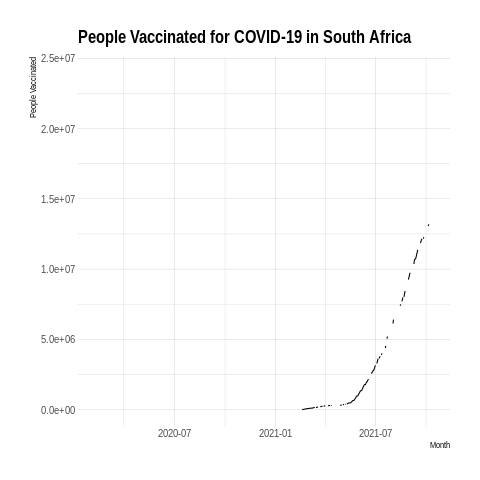 People Vaccinated for COVID-19 in South Africa
People Vaccinated
2.5e+07
2.0e+07
1.5e+07
1.0e+07
5.0e+06
0.0e+00
2020-07 2021-01 2021-07
Month